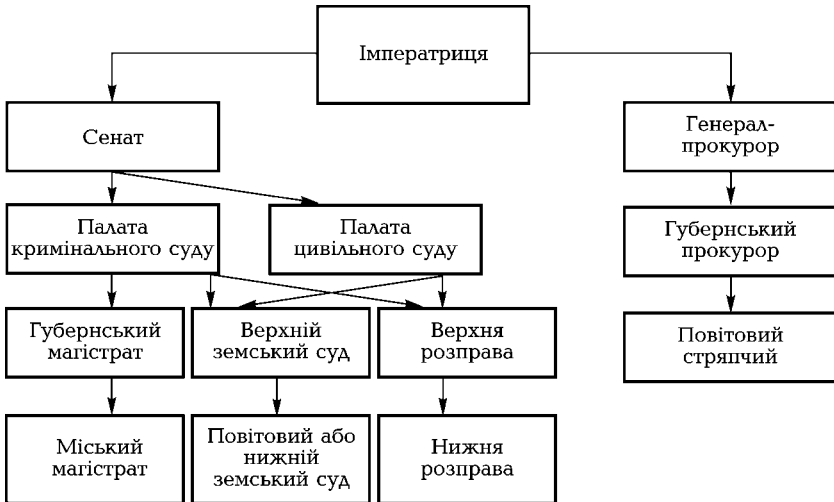 Імператриця
Сенат
Генерал-
прокурор
Палата
кримінального суду
Палата
цивільного суду
Губернський
прокурор
Губернський
магістрат
Верхній
земський суд
Верхня
розправа
Повітовий
стряпчий
Міський
магістрат
Повітовий або
нижній
земський суд
Нижня
розправа